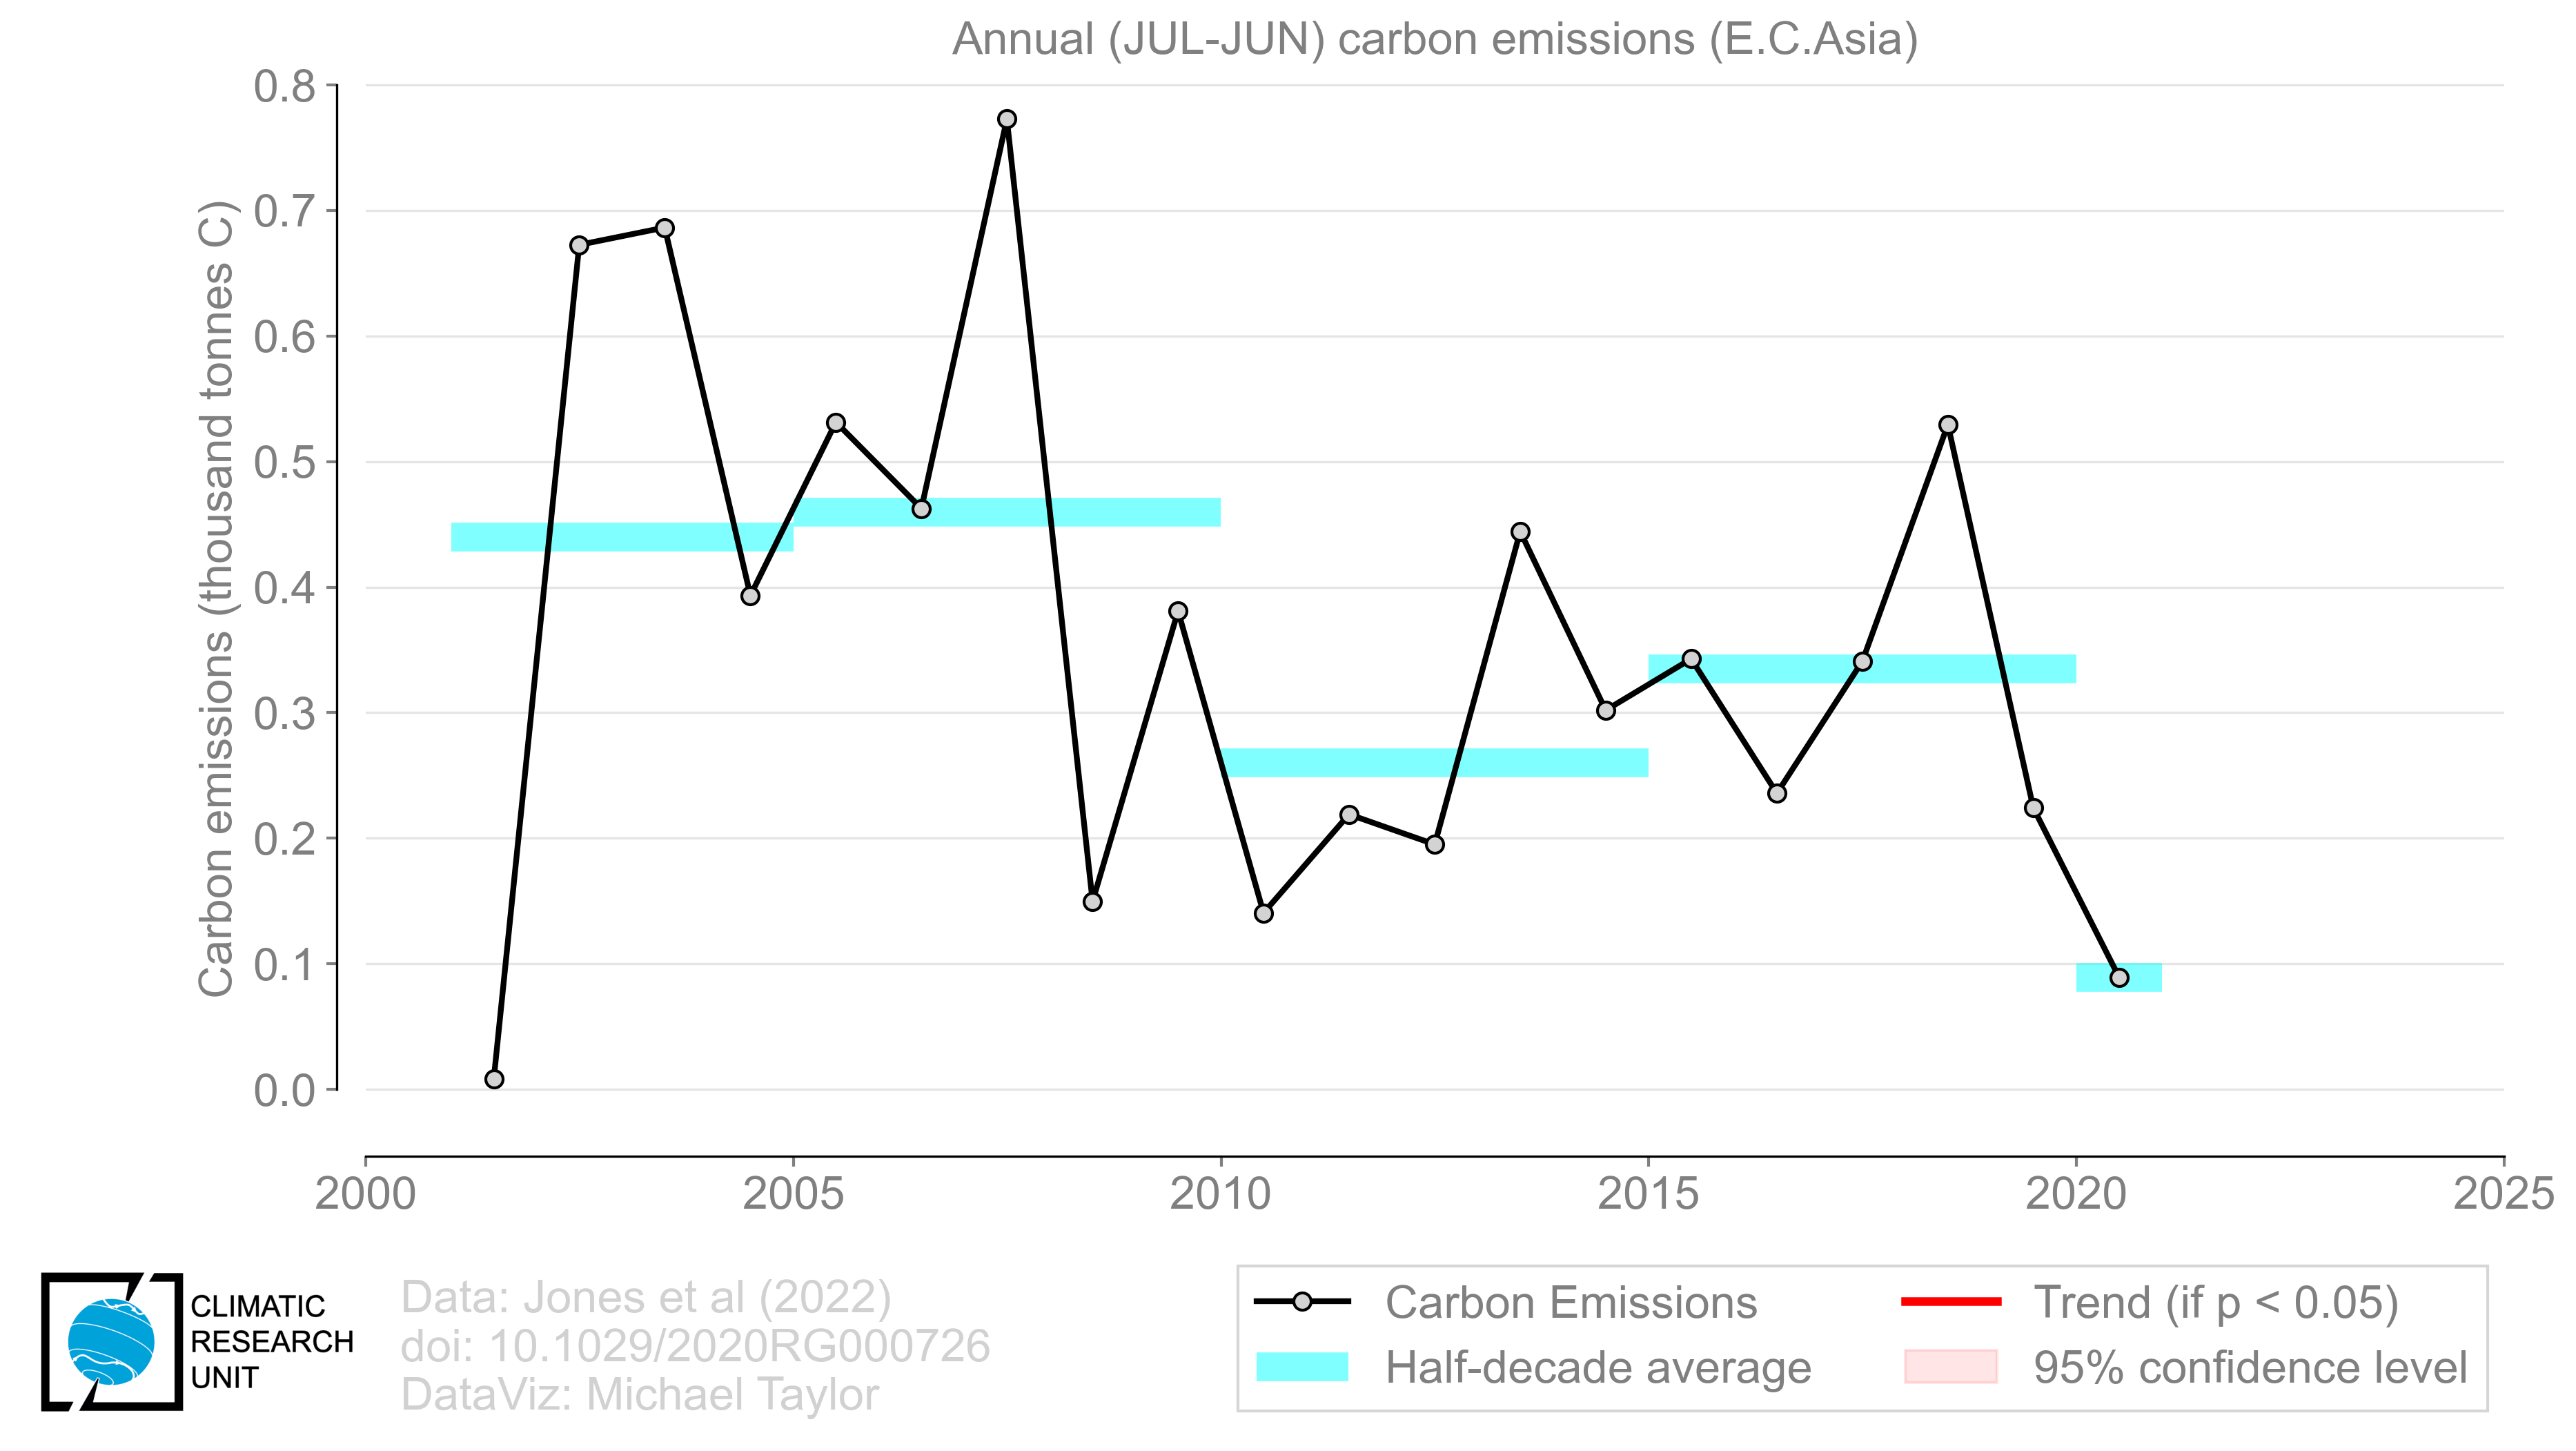 Annual (JUL-JUN) carbon emissions (E.C.Asia)
Carbon emissions (thousand tonnes C)
0.8
0.7
0.6
0.5
0.4
0.3
0.2
0.1
0.0
2000 2005 2010 2015 2020 2025
CLIMATIC
RESEARCH
UNIT
Data: Jones et al (2022)
doi: 10.1029/2020RG000726
DataViz: Michael Taylor
Carbon Emissions
Half-decade average
Trend (if p < 0.05)
95% confidence level